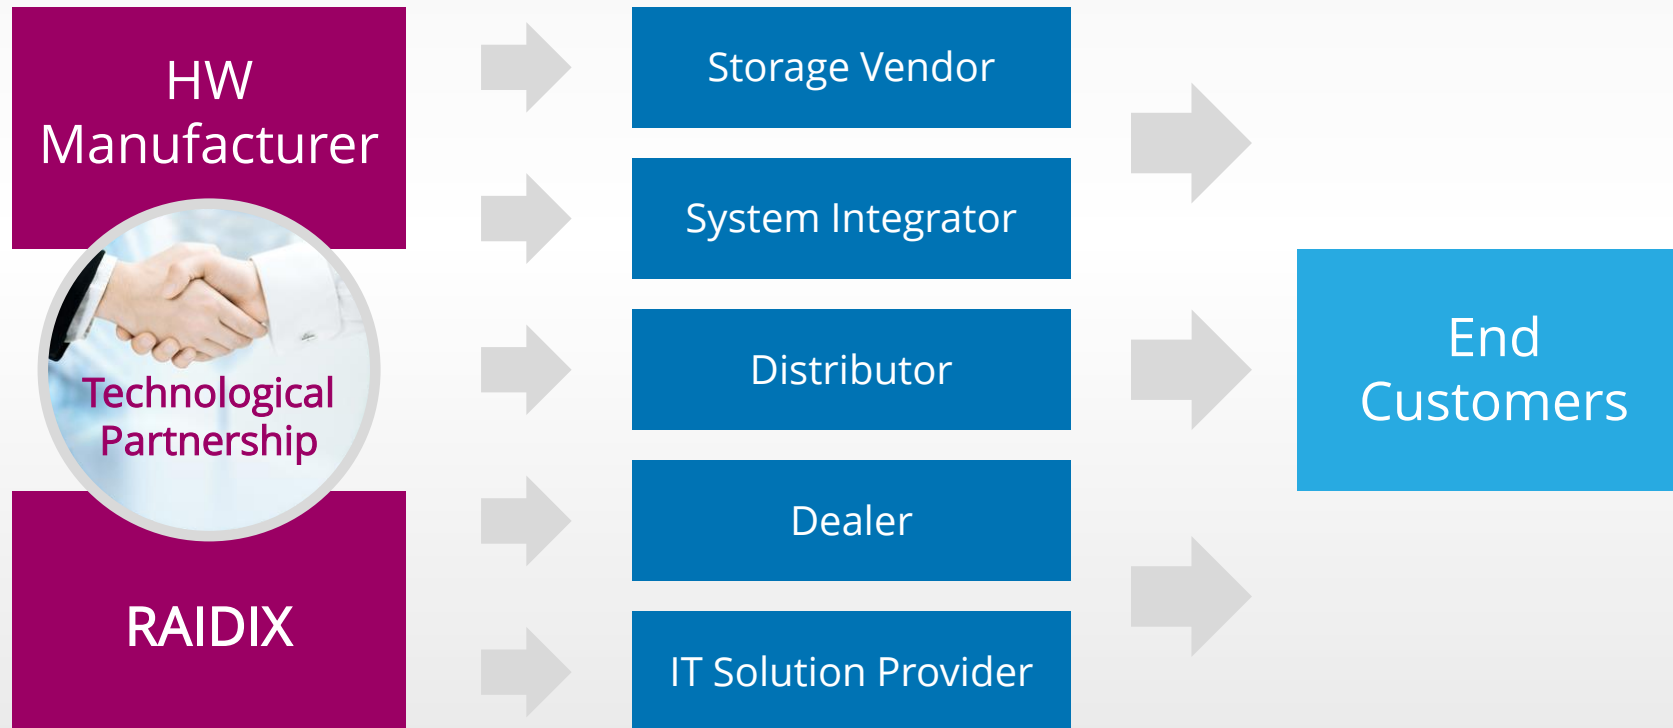 HW
Manufacturer
Technological
Partnership
RAIDIX
Storage Vendor
System Integrator
Distributor
Dealer
IT Solution Provider
End
Customers